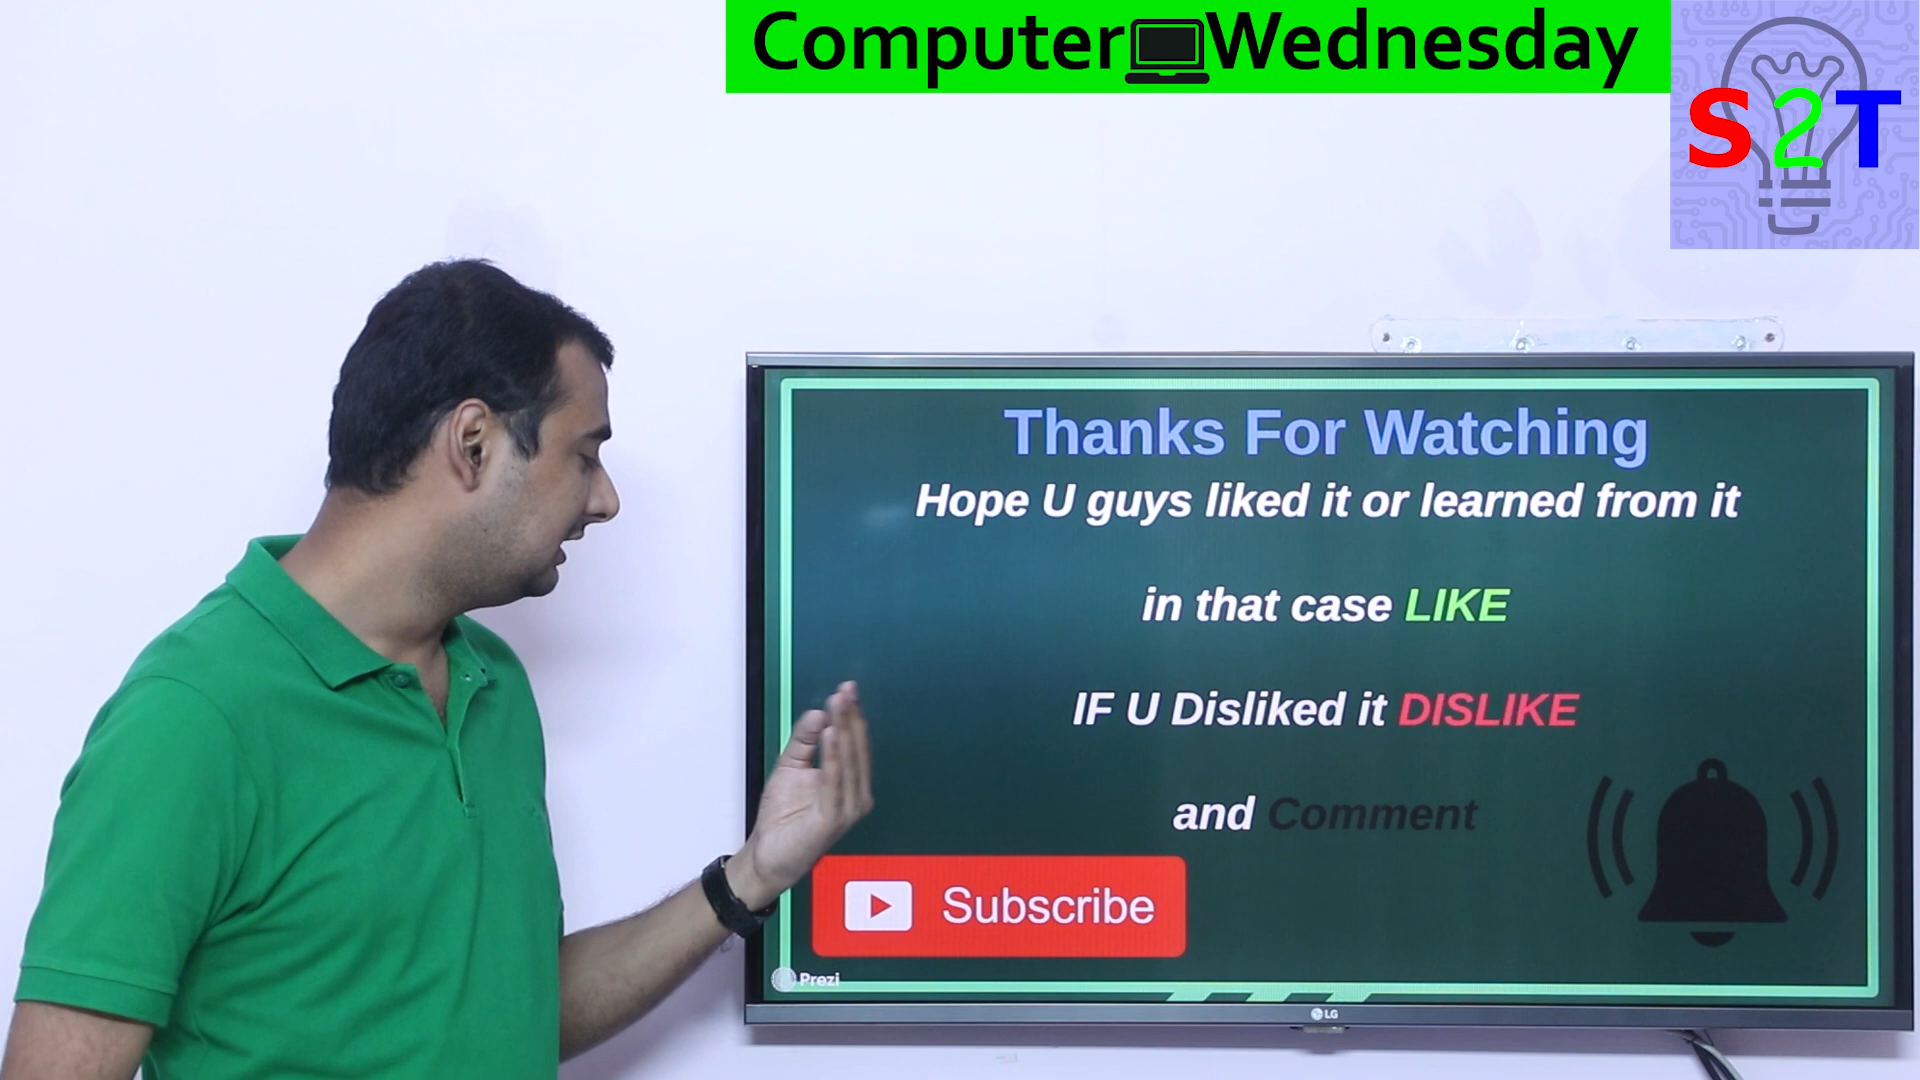 Computer Wednesday
S2T
Thanks For Watching
Hope U guys liked it or learned from it
in that case LIKE
IF U Disliked it DISLIKE
and Comment
Subscribe
Prezi
LG